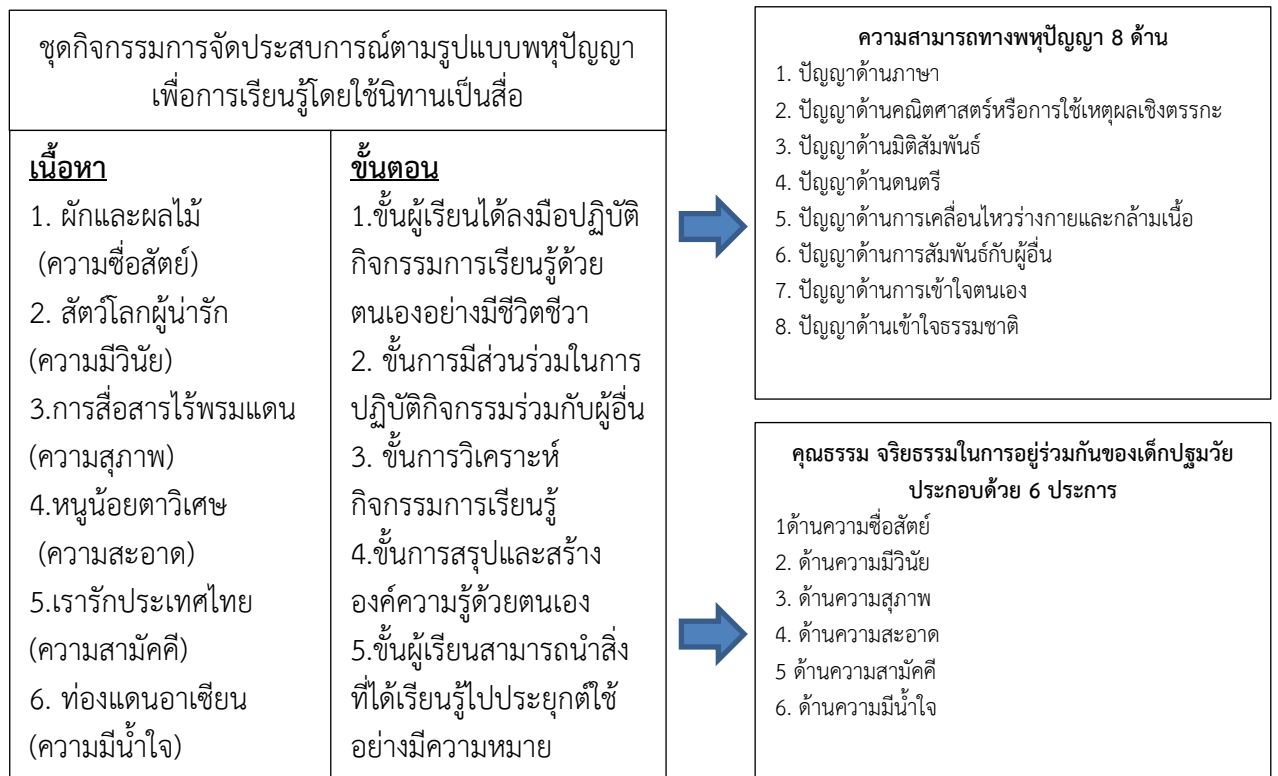 ชุดกิจกรรมการจัดประสบการณ์ตามรูปแบบพหุปัญญา
เพื่อการเรียนรู้โดยใช้นิทานเป็นสื่อ
เนื้อหา
1. ผักและผลไม้
(ความซื่อสัตย์)
2. สัตว์โลกผู้น่ารัก
(ความมีวินัย)
3.การสื่อสารไร้พรมแดน
(ความสุภาพ)
4.หนูน้อยตาวิเศษ
(ความสะอาด)
5.เรารักประเทศไทย
(ความสามัคคี)
6. ท่องแดนอาเซียน
(ความมีน้ำใจ)
ขั้นตอน
1.ขั้นผู้เรียนได้ลงมือปฏิบัติ
กิจกรรมการเรียนรู้ด้วย
ตนเองอย่างมีชีวิตชีวา
2. ขั้นการมีส่วนร่วมในการ
ปฏิบัติกิจกรรมร่วมกับผู้อื่น
3. ขั้นการวิเคราะห์
กิจกรรมการเรียนรู้
4.ขั้นการสรุปและสร้าง
องค์ความรู้ด้วยตนเอง
5.ขั้นผู้เรียนสามารถนำสิ่ง
ที่ได้เรียนรู้ไปประยุกต์ใช้
อย่างมีความหมาย
ความสามารถทางพหุปัญญา 8 ด้าน
1. ปัญญาด้านภาษา
2. ปัญญาด้านคณิตศาสตร์หรือการใช้เหตุผลเชิงตรรกะ
3. ปัญญาด้านมิติสัมพันธ์
4. ปัญญาด้านดนตรี
5. ปัญญาด้านการเคลื่อนไหวร่างกายและกล้ามเนื้อ
6. ปัญญาด้านการสัมพันธ์กับผู้อื่น
7. ปัญญาด้านการเข้าใจตนเอง
8. ปัญญาด้านเข้าใจธรรมชาติ
คุณธรรม จริยธรรมในการอยู่ร่วมกันของเด็กปฐมวัย
ประกอบด้วย 6 ประการ
1ด้านความซื่อสัตย์
2. ด้านความมีวินัย
3. ด้านความสุภาพ
4. ด้านความสะอาด
5 ด้านความสามัคคี
6. ด้านความมีน้ำใจ